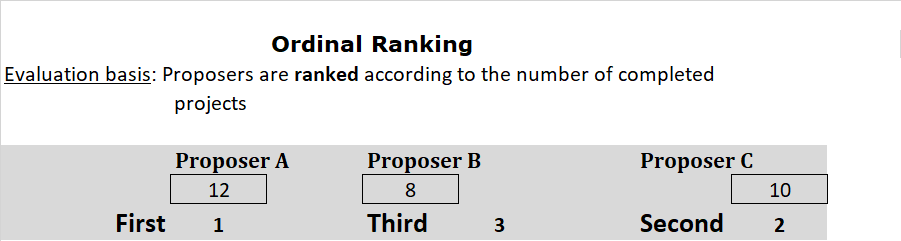 Ordinal Ranking
Evaluation basis: Proposers are ranked according to the number of completed
projects
Proposer A Proposer B Proposer C
12 8 10
First 1 Third 3 Second 2